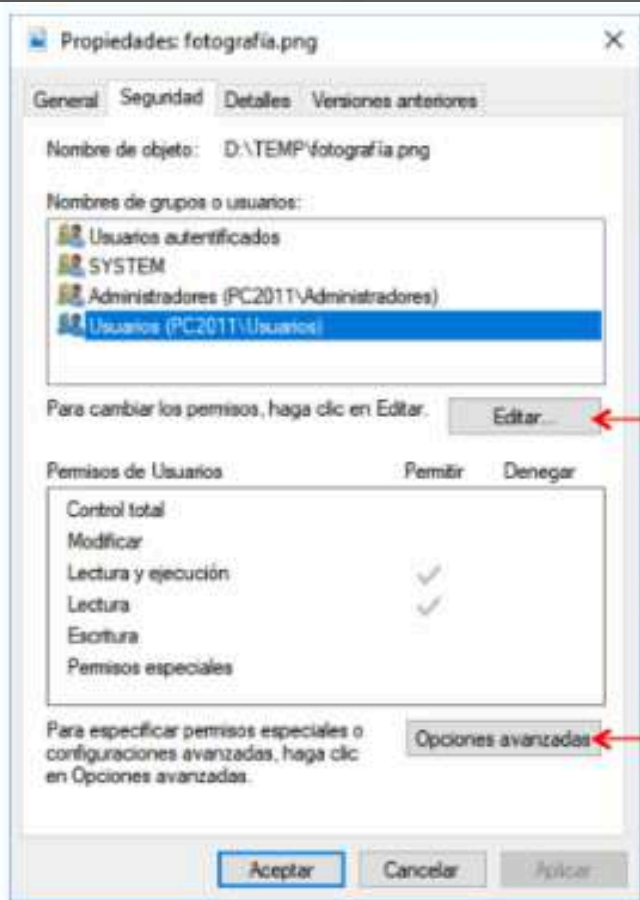 Propiedades: fotografía.png
General Seguridad Detalles Versiones anteriores
Nombre de objeto: D:\TEMP\fotografía.png
Nombres de grupos o usuarios:
Usuarios autentificados
SYSTEM
Administradores (PC2011\Administradores)
Usuarios (PC2011\Usuarios)
Para cambiar los permisos, haga clic en Editar.
Editar...
Permisos de Usuarios Permitir Denegar
Control total
Modificar
Lectura y ejecución
Lectura
Escritura
Permisos especiales
Para especificar permisos especiales o
configuraciones avanzadas, haga clic
en Opciones avanzadas.
Opciones avanzadas
Aceptar Cancelar Aplicar